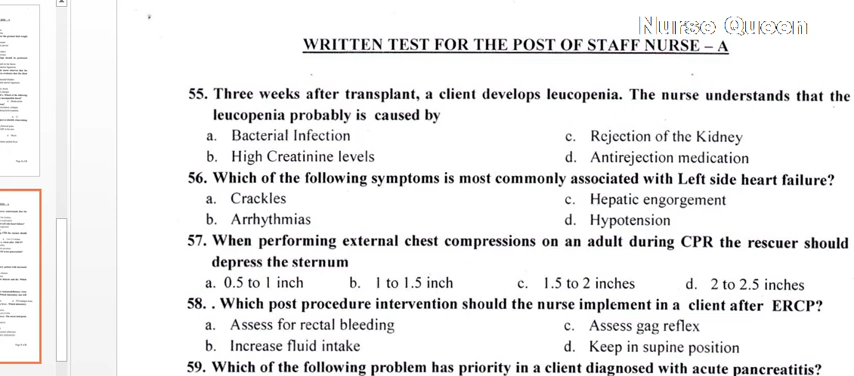 Nurse Queen
WRITTEN TEST FOR THE POST OF STAFF NURSE – A
55. Three weeks after transplant, a client develops leucopenia. The nurse understands that the
leucopenia probably is caused by
a. Bacterial Infection c. Rejection of the Kidney
b. High Creatinine levels d. Antirejection medication
56. Which of the following symptoms is most commonly associated with Left side heart failure?
a. Crackles c. Hepatic engorgement
b. Arrhythmias d. Hypotension
57. When performing external chest compressions on an adult during CPR the rescuer should
depress the sternum
a. 0.5 to 1 inch b. 1 to 1.5 inch c. 1.5 to 2 inches d. 2 to 2.5 inches
58. . Which post procedure intervention should the nurse implement in a client after ERCP?
a. Assess for rectal bleeding c. Assess gag reflex
b. Increase fluid intake d. Keep in supine position
59. Which of the following problem has priority in a client diagnosed with acute pancreatitis?